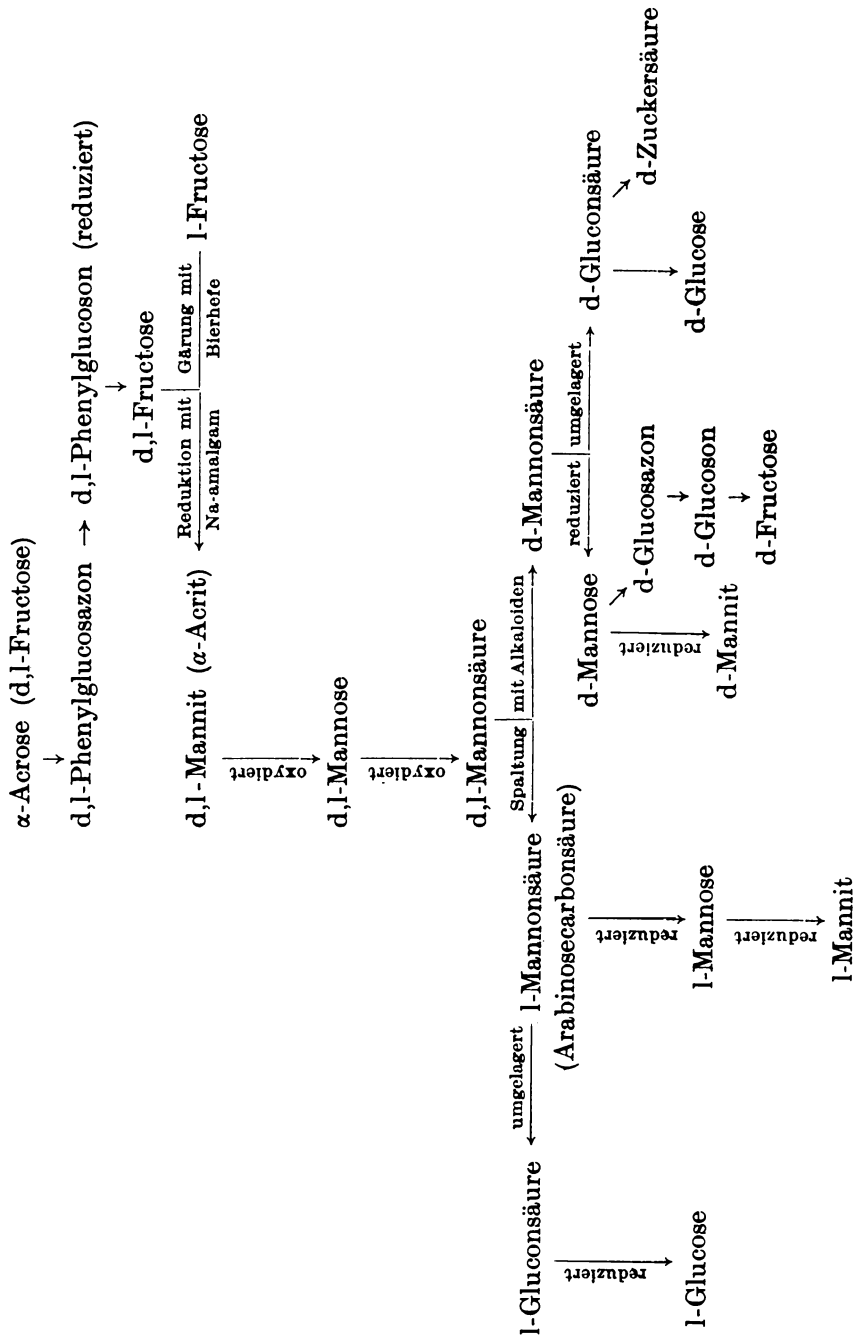 α-Acrose (d,l-Fructose)
d,l-Phenylglucosazon → d,l-Phenylglucoson (reduziert)
d,l-Fructose
Reduktion mit
Na-amalgam
Gärung mit
Bierhefe
d,l-Mannit (α-Acrit)
l-Fructose
oxydiert
d,l-Mannose
oxydiert
d,l-Mannonsäure
Spaltung
mit Alkaloiden
umgelagert
l-Gluconsäure
l-Mannonsäure
(Arabinosecarbonsäure)
d-Mannonsäure
reduziert
umgelagert
d-Mannose
d-Gluconsäure
reduziert
reduziert
reduziert
d-Glucosazon
d-Zuckersäure
l-Glucose
l-Mannose
d-Mannit
d-Glucoson
d-Glucose
reduziert
d-Fructose
l-Mannit